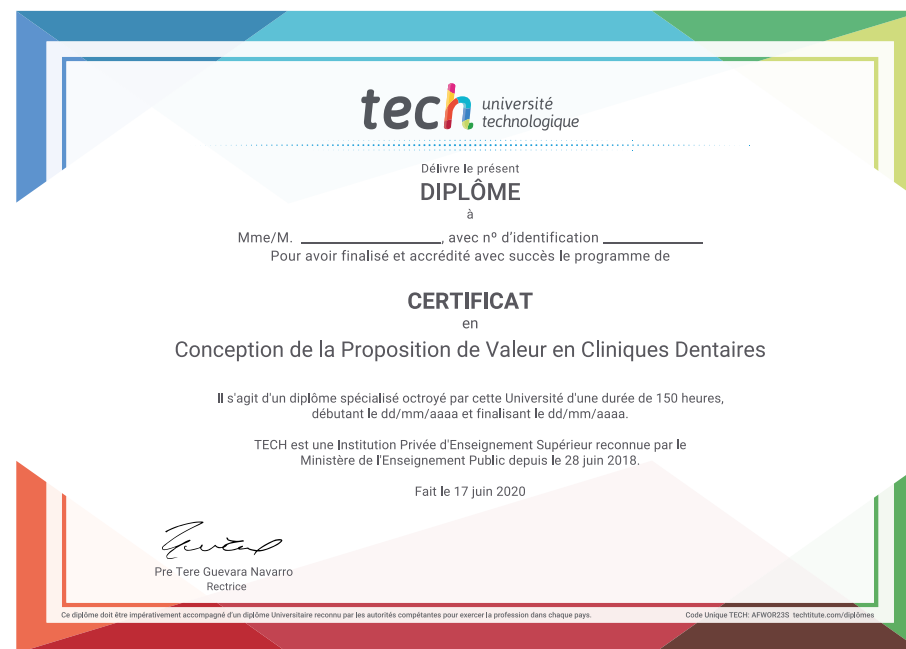 tech université
technologique
Délivre le présent
DIPLÔME
à
Mme/M. ____________________, avec nº d'identification ______________
Pour avoir finalisé et accrédité avec succès le programme de
CERTIFICAT
en
Conception de la Proposition de Valeur en Cliniques Dentaires
Il s'agit d'un diplôme spécialisé octroyé par cette Université d'une durée de 150 heures,
débutant le dd/mm/aaaa et finalisant le dd/mm/aaaa.
TECH est une Institution Privée d'Enseignement Supérieur reconnue par le
Ministère de l'Enseignement Public depuis le 28 juin 2018.
Fait le 17 juin 2020
Pre Tere Guevara Navarro
Rectrice
Ce diplôme doit être impérativement accompagné d'un diplôme Universitaire reconnu par les autorités compétantes pour exercer la profession dans chaque pays.
Code Unique TECH: AFWOR23S techtitute.com/diplômes